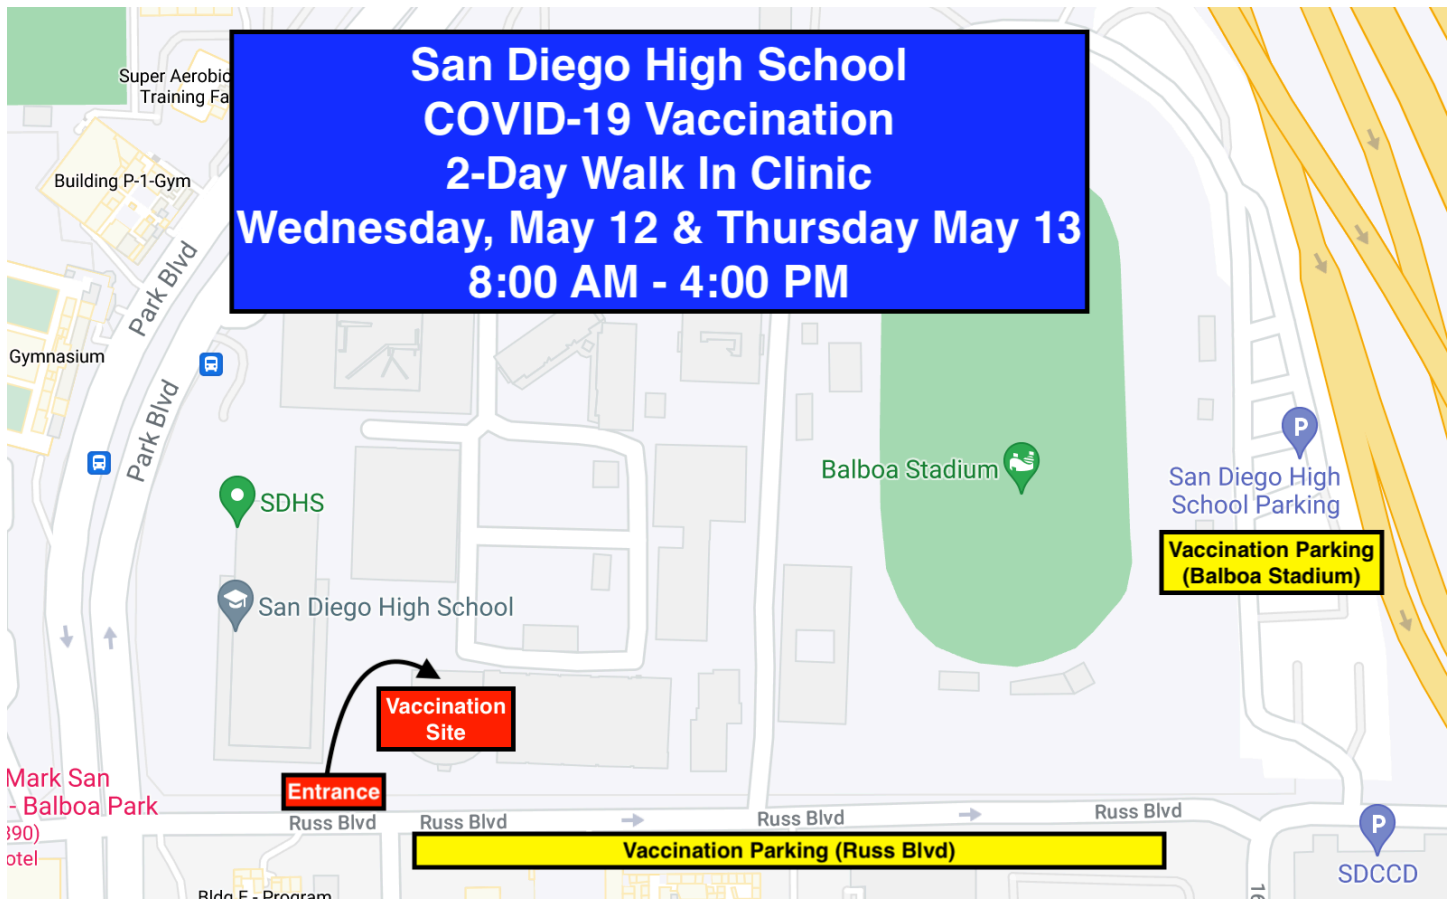 San Diego High School
COVID-19 Vaccination
2-Day Walk In Clinic
Wednesday, May 12 & Thursday May 13
8:00 AM - 4:00 PM
Super Aerobic
Training Fa
Building P-1-Gym
Park Blvd
Gymnasium
Park Blvd
SDHS
San Diego High School
Balboa Stadium
San Diego High
School Parking
Vaccination Parking
(Balboa Stadium)
Vaccination
Site
Entrance
Mark San
- Balboa Park
390)
otel
Russ Blvd
Russ Blvd
Russ Blvd
Russ Blvd
Vaccination Parking (Russ Blvd)
P
P
SDCCD
Bldg E - Program
16